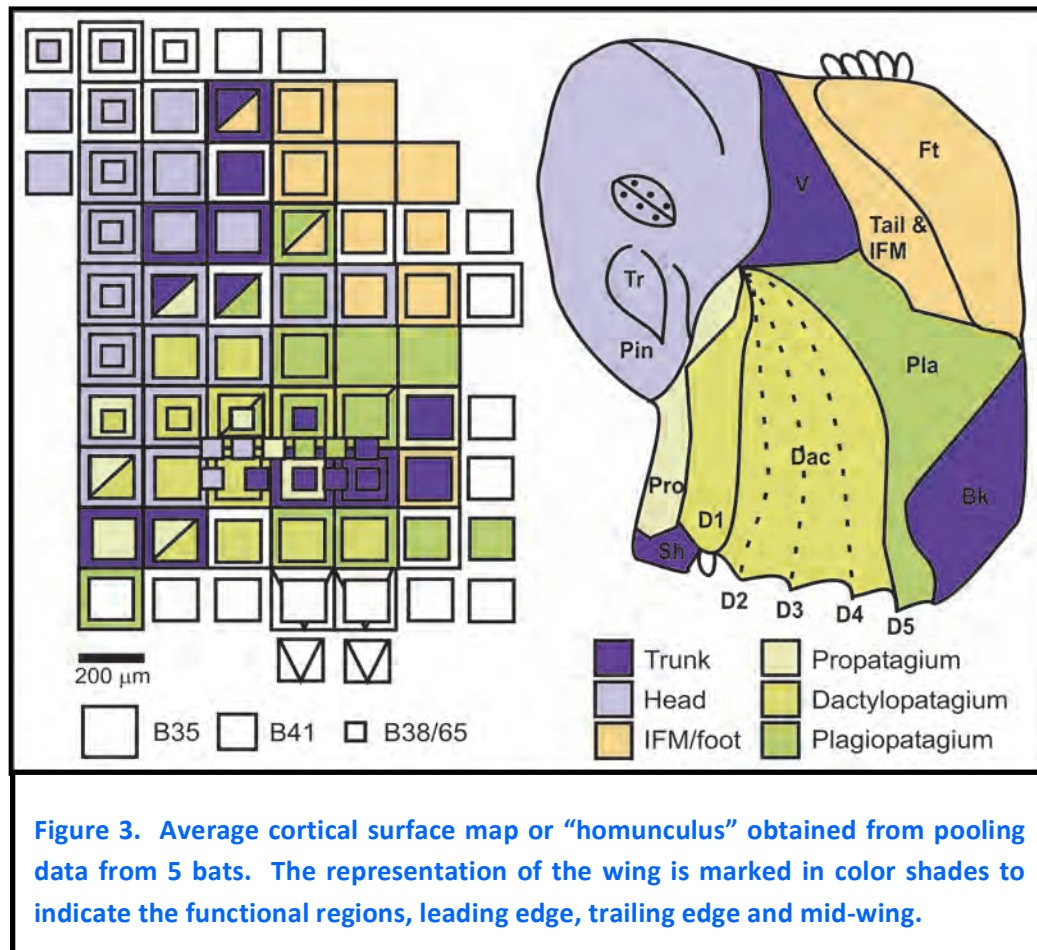 200 μm
B35
B41
B38/65
V
Ft
Tail &
IFM
Tr
Pin
Pla
Dac
Pro
D1
Bk
Sh
D2
D3
D4
D5
Trunk
Propatagium
Head
Dactylopatagium
IFM/foot
Plagiopatagium
Figure 3. Average cortical surface map or “homunculus” obtained from pooling
data from 5 bats. The representation of the wing is marked in color shades to
indicate the functional regions, leading edge, trailing edge and mid-wing.